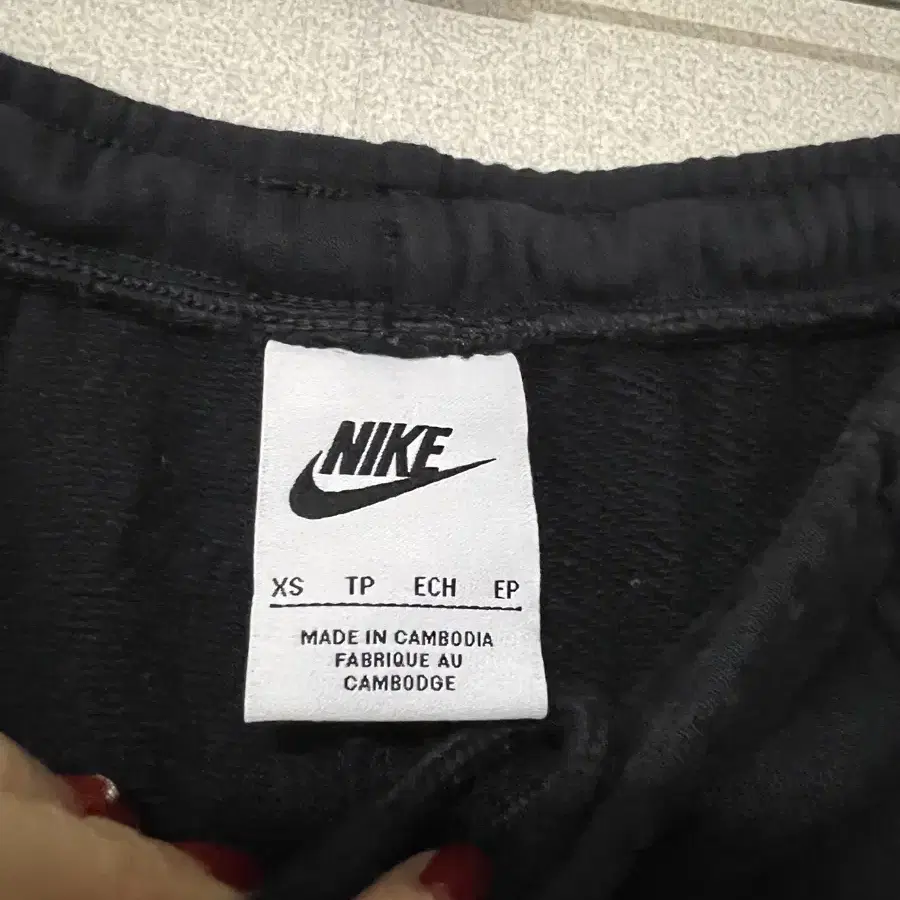 NIKE
XS TP ECH EP
MADE IN CAMBODIA
FABRIQUE AU
CAMBODGE